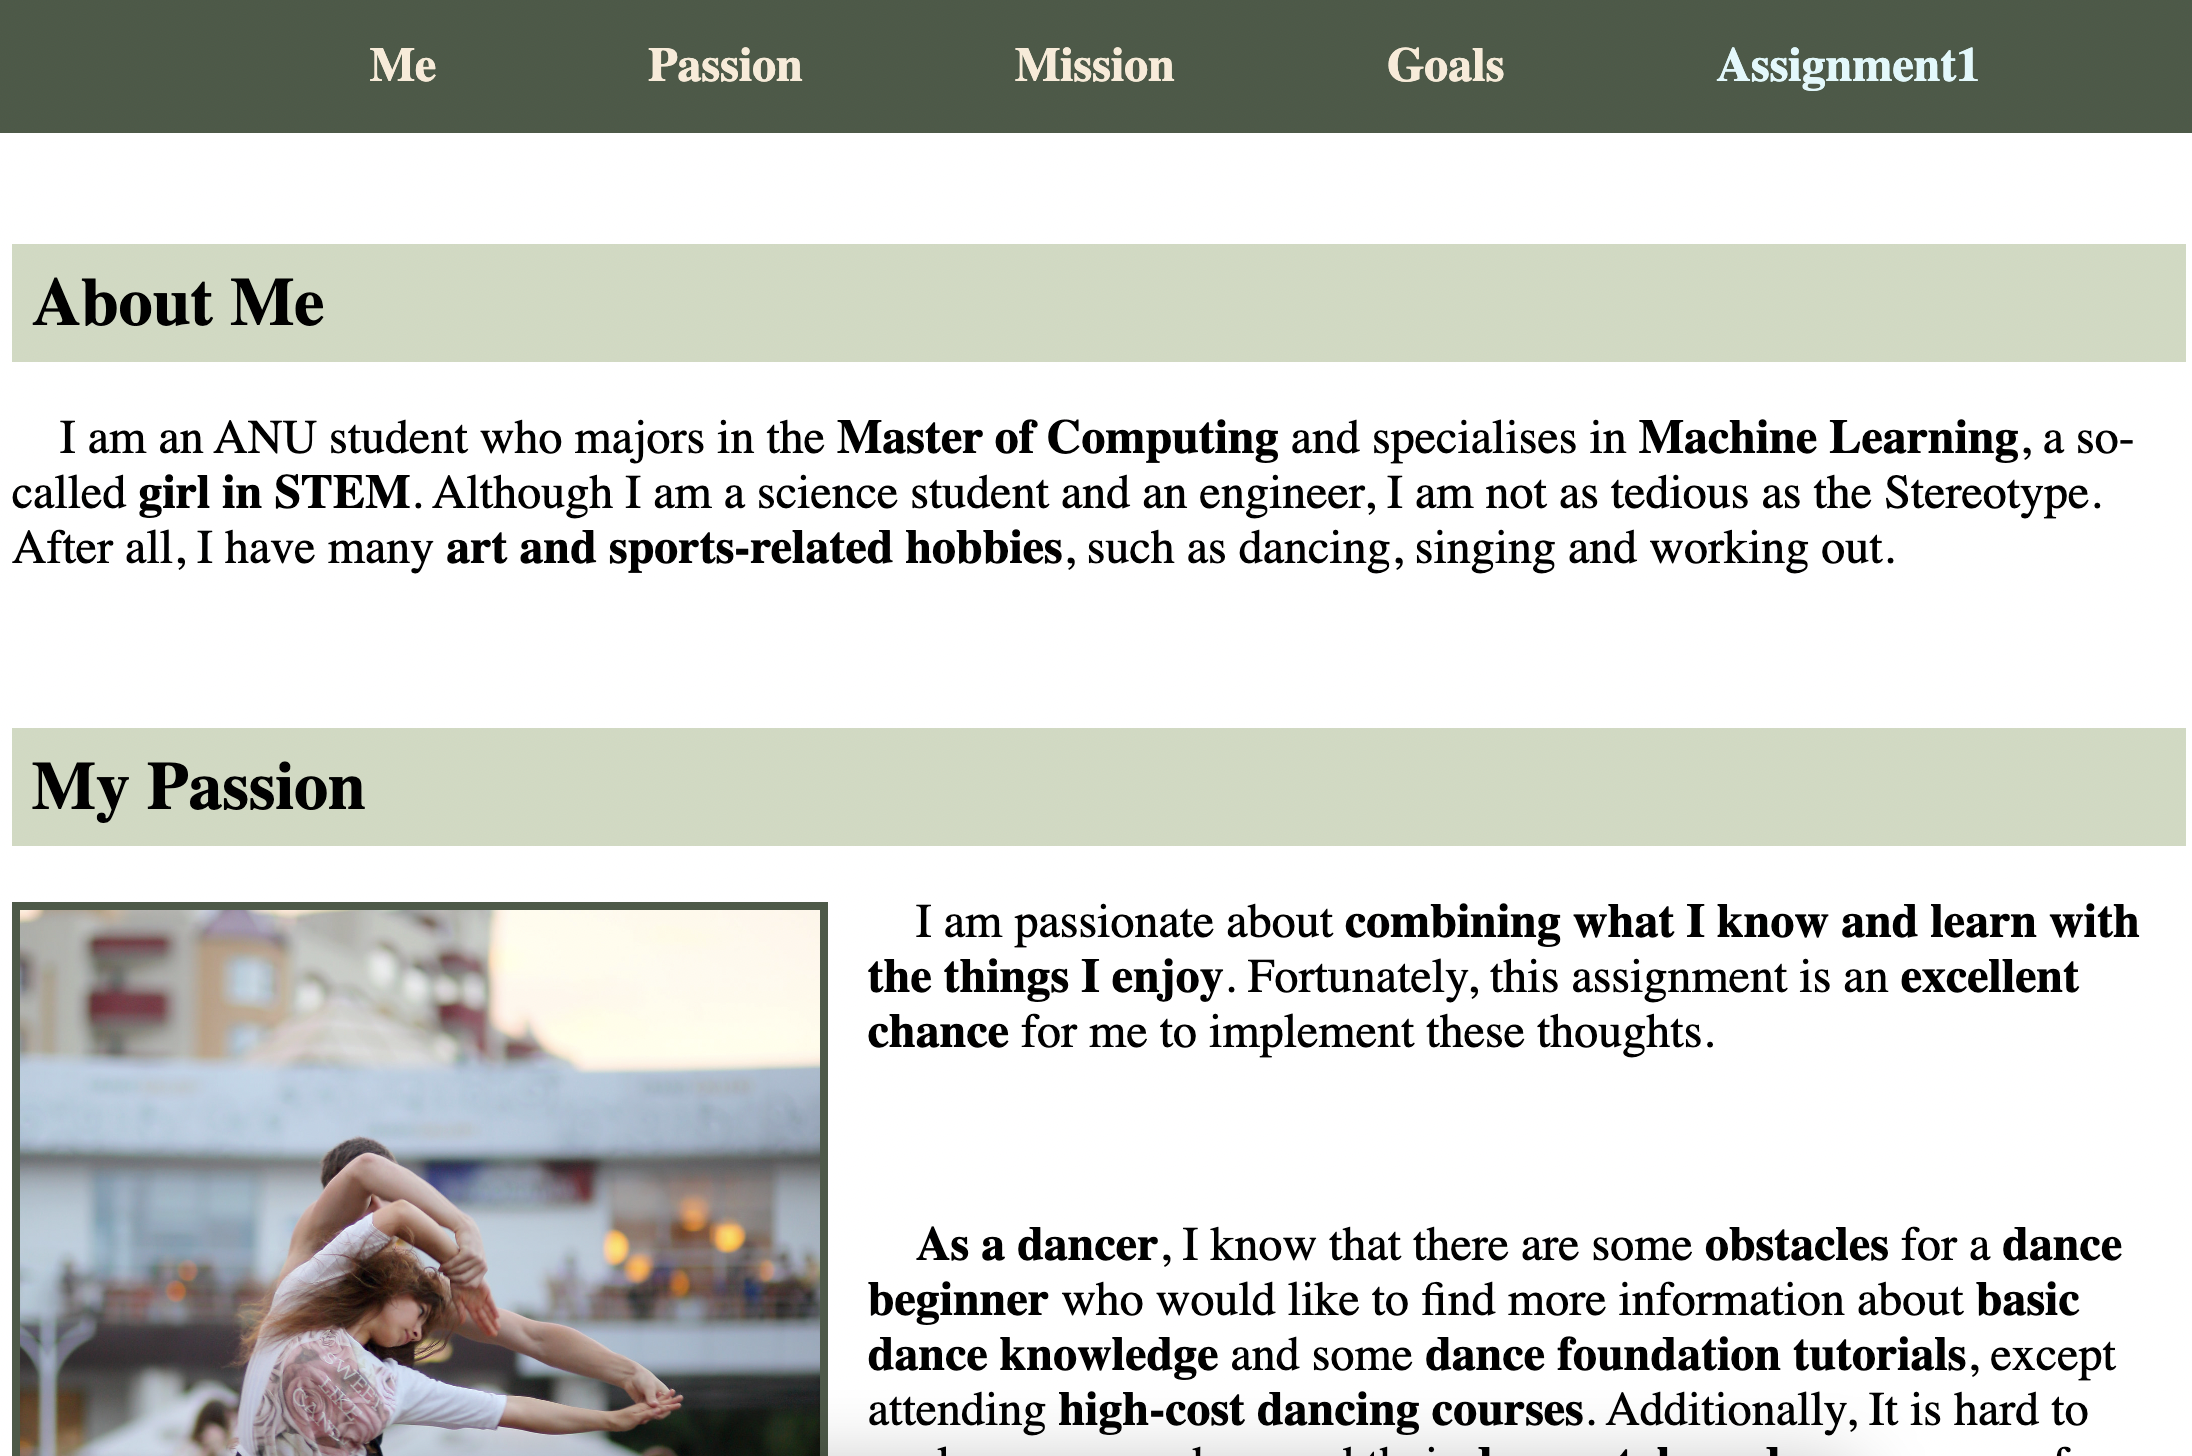 Me Passion Mission Goals Assignment1
About Me
I am an ANU student who majors in the Master of Computing and specialises in Machine Learning, a so-
called girl in STEM. Although I am a science student and an engineer, I am not as tedious as the Stereotype.
After all, I have many art and sports-related hobbies, such as dancing, singing and working out.
My Passion
I am passionate about combining what I know and learn with
the things I enjoy. Fortunately, this assignment is an excellent
chance for me to implement these thoughts.
As a dancer, I know that there are some obstacles for a dance
beginner who would like to find more information about basic
dance knowledge and some dance foundation tutorials, except
attending high-cost dancing courses. Additionally, It is hard to